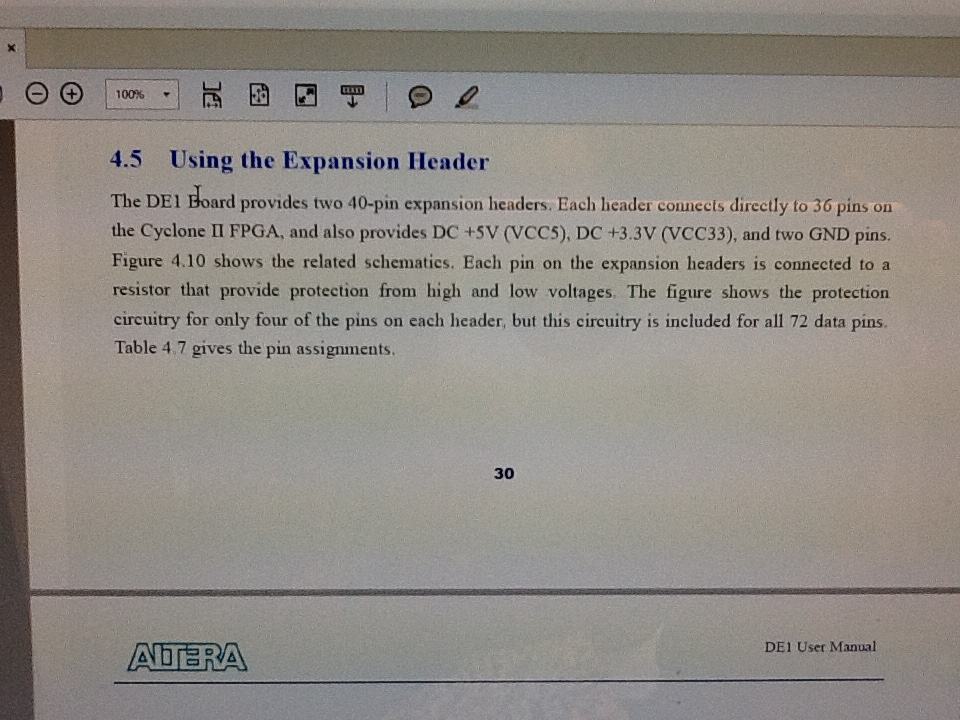 100%
4.5 Using the Expansion Header
The DE1 Board provides two 40-pin expansion headers. Each header connects directly to 36 pins on
the Cyclone II FPGA, and also provides DC +5V (VCC5), DC +3.3V (VCC33), and two GND pins.
Figure 4.10 shows the related schematics. Each pin on the expansion headers is connected to a
resistor that provide protection from high and low voltages. The figure shows the protection
circuitry for only four of the pins on each header, but this circuitry is included for all 72 data pins.
Table 4.7 gives the pin assignments.
30
ALTERA
DE1 User Manual